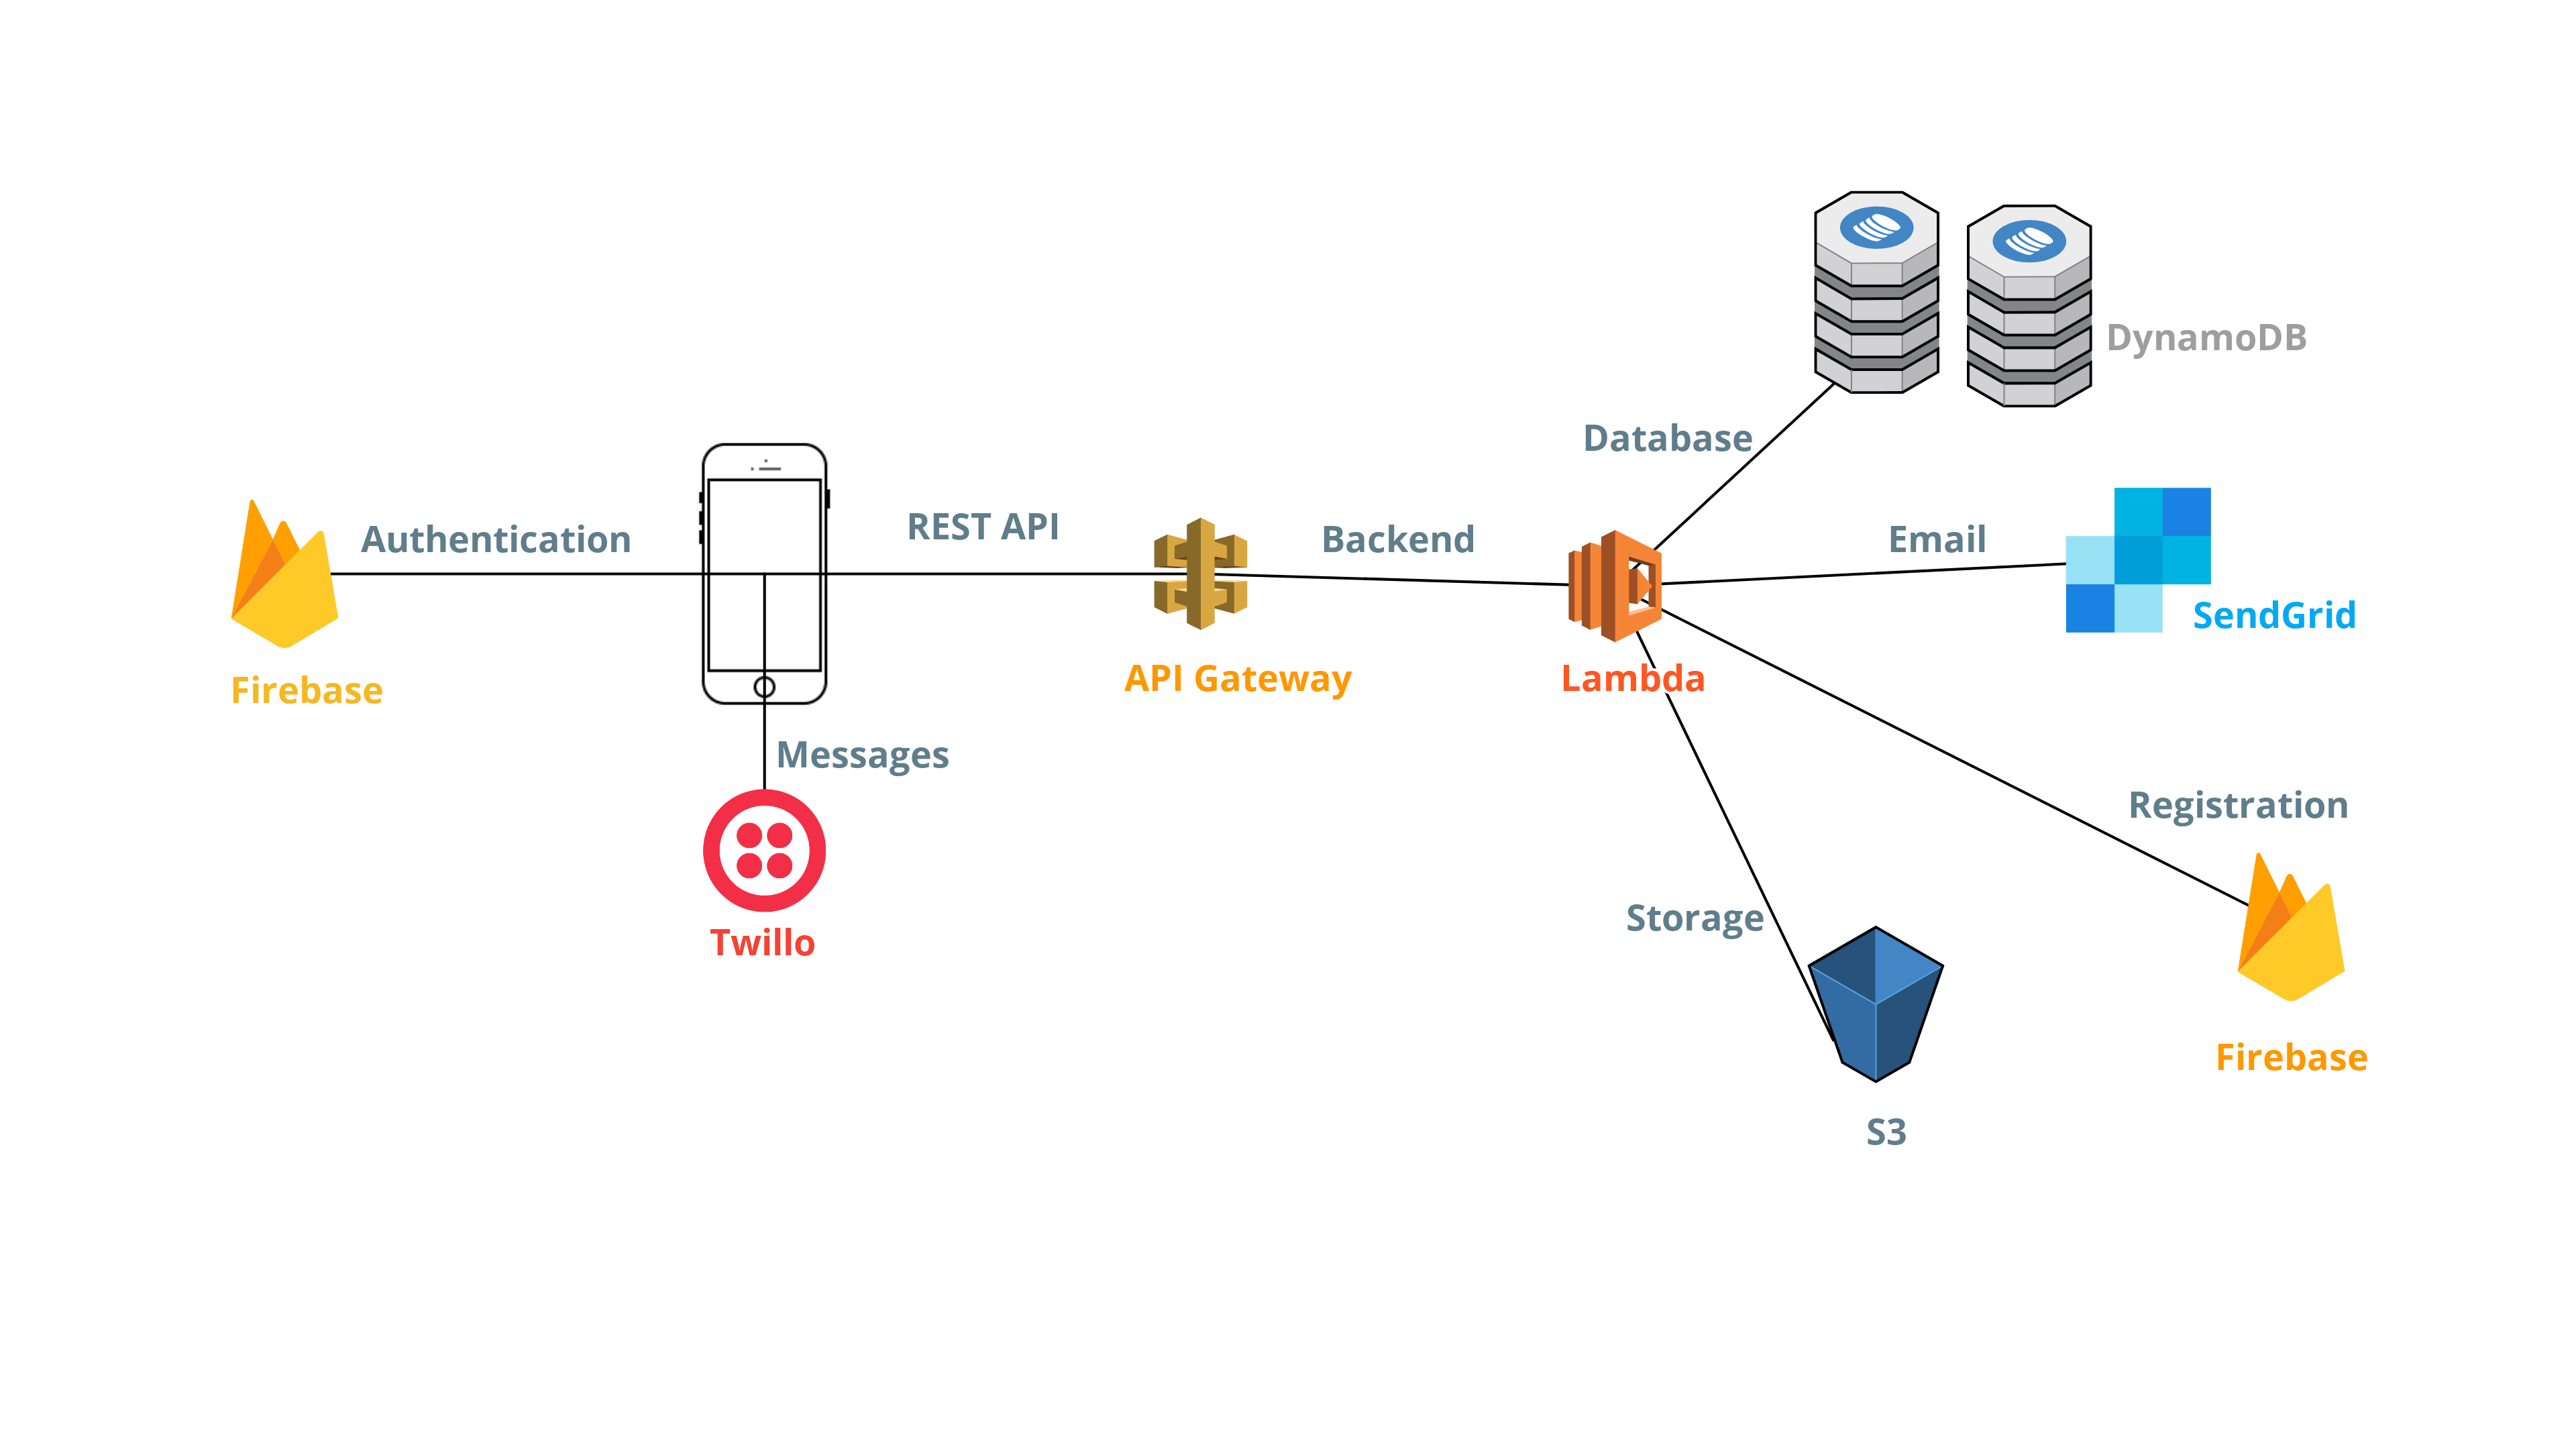 DynamoDB
Database
REST API
Authentication
Backend
Email
SendGrid
API Gateway
Lambda
Firebase
Messages
Registration
Storage
Twillo
Firebase
S3